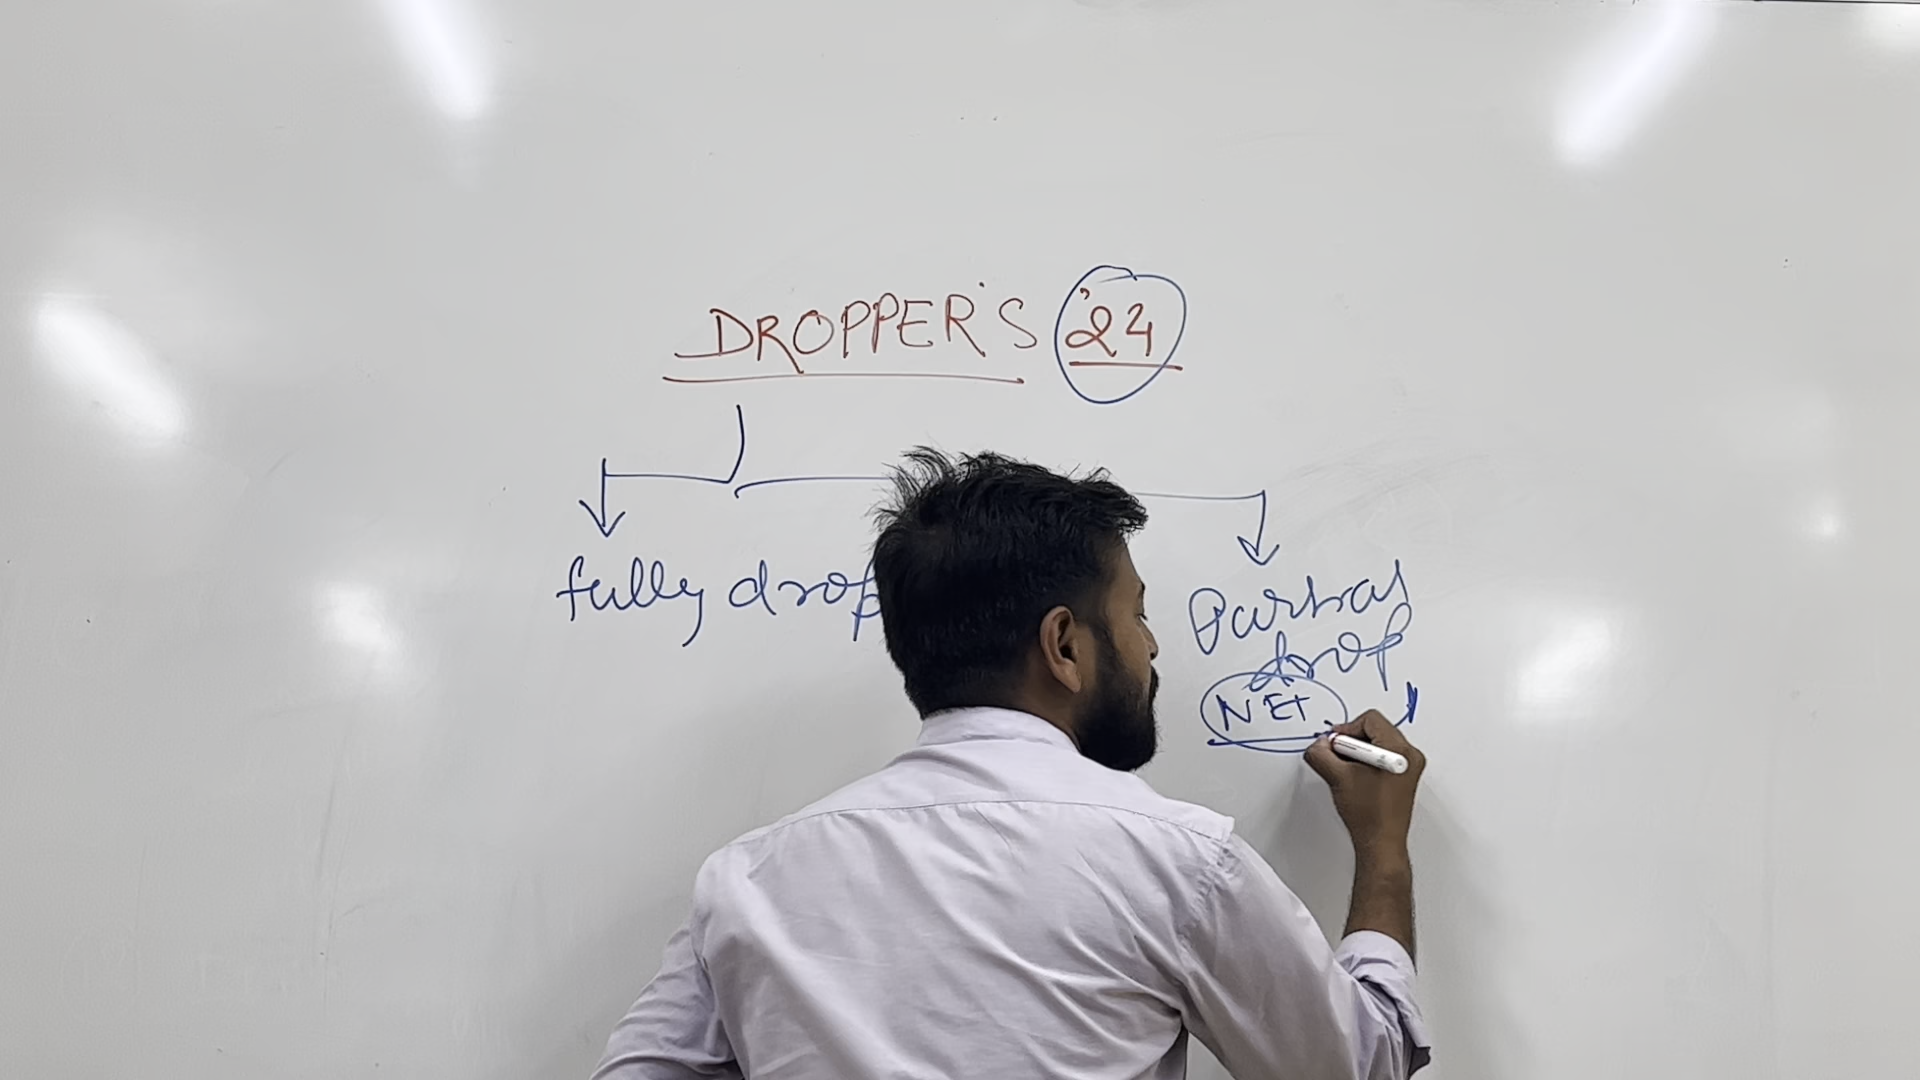 DROPPER'S '24
fully drop
Partial
drop
NET